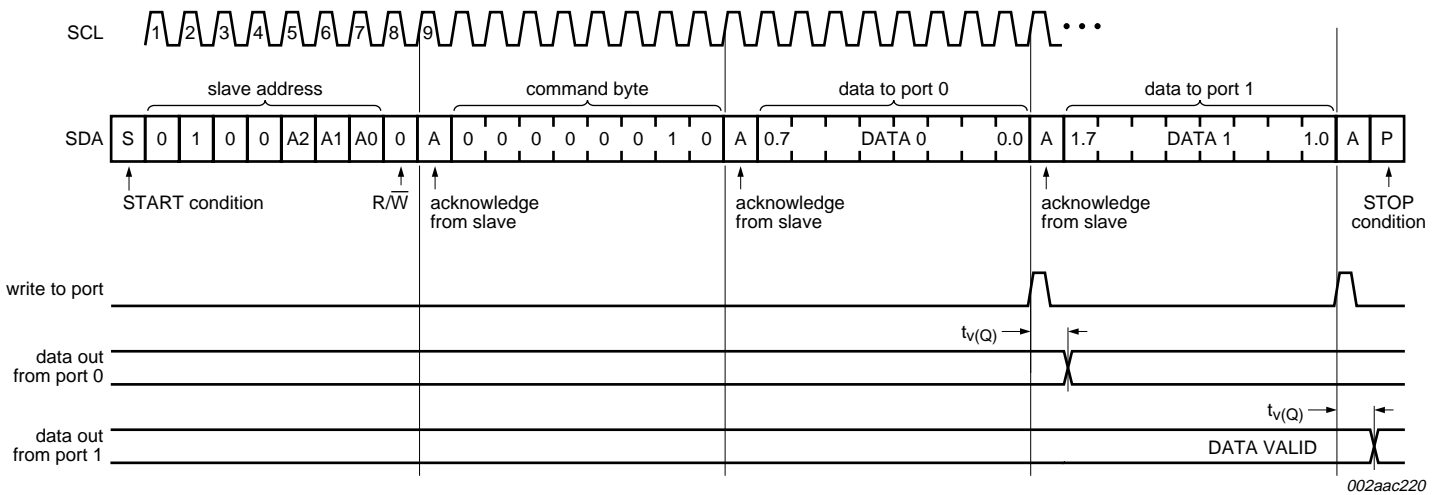 SCL 1 2 3 4 5 6 7 8 9
slave address command byte data to port 0 data to port 1
SDA S 0 1 0 0 A2 A1 A0 0 A 0 0 0 0 0 0 1 0 A 0.7 DATA 0 0.0 A 1.7 DATA 1 1.0 A P
START condition R/W̅ acknowledge acknowledge acknowledge STOP
from slave from slave from slave condition
write to port
tv(Q)
data out
from port 0
tv(Q)
data out
from port 1 DATA VALID
002aac220